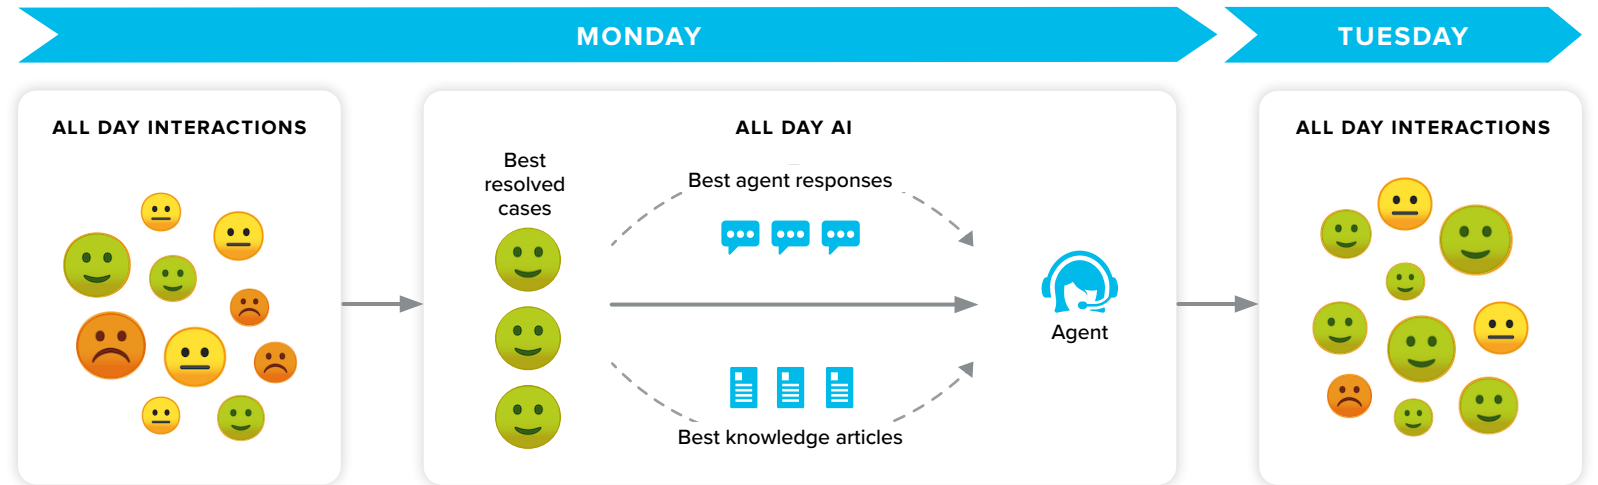 MONDAY
TUESDAY
ALL DAY INTERACTIONS
ALL DAY AI
Best
resolved
cases
Best agent responses
Agent
Best knowledge articles
ALL DAY INTERACTIONS